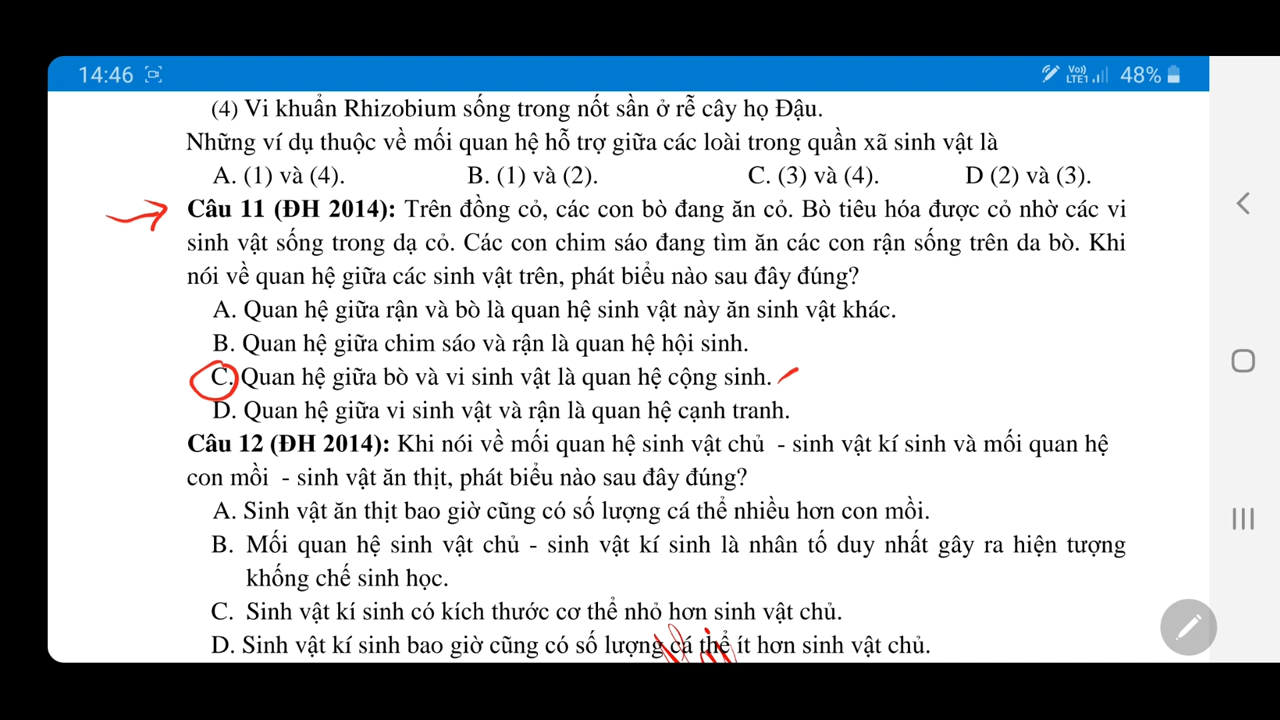 14:46
Vo)) LTE1 48%
(4) Vi khuẩn Rhizobium sống trong nốt sần ở rễ cây họ Đậu.
Những ví dụ thuộc về mối quan hệ hỗ trợ giữa các loài trong quần xã sinh vật là
A. (1) và (4). B. (1) và (2). C. (3) và (4). D (2) và (3).
Câu 11 (ĐH 2014): Trên đồng cỏ, các con bò đang ăn cỏ. Bò tiêu hóa được cỏ nhờ các vi
sinh vật sống trong dạ cỏ. Các con chim sáo đang tìm ăn các con rận sống trên da bò. Khi
nói về quan hệ giữa các sinh vật trên, phát biểu nào sau đây đúng?
A. Quan hệ giữa rận và bò là quan hệ sinh vật này ăn sinh vật khác.
B. Quan hệ giữa chim sáo và rận là quan hệ hội sinh.
C. Quan hệ giữa bò và vi sinh vật là quan hệ cộng sinh.
D. Quan hệ giữa vi sinh vật và rận là quan hệ cạnh tranh.
Câu 12 (ĐH 2014): Khi nói về mối quan hệ sinh vật chủ - sinh vật kí sinh và mối quan hệ
con mồi - sinh vật ăn thịt, phát biểu nào sau đây đúng?
A. Sinh vật ăn thịt bao giờ cũng có số lượng cá thể nhiều hơn con mồi.
B. Mối quan hệ sinh vật chủ - sinh vật kí sinh là nhân tố duy nhất gây ra hiện tượng
khống chế sinh học.
C. Sinh vật kí sinh có kích thước cơ thể nhỏ hơn sinh vật chủ.
D. Sinh vật kí sinh bao giờ cũng có số lượng cá thể ít hơn sinh vật chủ.